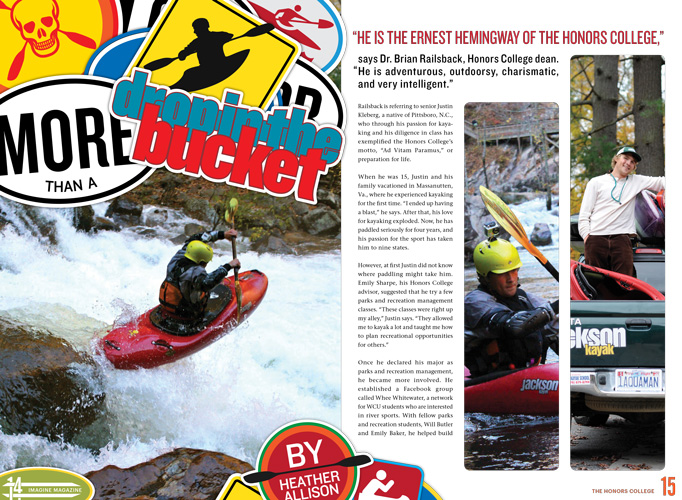 MORE
THAN A
drop in the
bucket
BY
HEATHER
ALLISON
14
IMAGINE MAGAZINE
“HE IS THE ERNEST HEMINGWAY OF THE HONORS COLLEGE,”
says Dr. Brian Railsback, Honors College dean.
“He is adventurous, outdoorsy, charismatic,
and very intelligent.”
Railsback is referring to senior Justin
Kleberg, a native of Pittsboro, N.C.,
who through his passion for kaya-
king and his diligence in class has
exemplified the Honors College’s
motto, “Ad Vitam Paramus,” or
preparation for life.
When he was 15, Justin and his
family vacationed in Massanutten,
Va., where he experienced kayaking
for the first time. “I ended up having
a blast,” he says. After that, his love
for kayaking exploded. Now, he has
paddled seriously for four years, and
his passion for the sport has taken
him to nine states.
However, at first Justin did not know
where paddling might take him.
Emily Sharpe, his Honors College
advisor, suggested that he try a few
parks and recreation management
classes. “These classes were right up
my alley,” Justin says. “They allowed
me to kayak a lot and taught me how
to plan recreational opportunities
for others.”
Once he declared his major as
parks and recreation management,
he became more involved. He
established a Facebook group
called Whee Whitewater, a network
for WCU students who are interested
in river sports. With fellow parks
and recreation students, Will Butler
and Emily Baker, he helped build
Jackson
kayak
TA
ckson
kayak
1AQUAMAN
THE HONORS COLLEGE
15